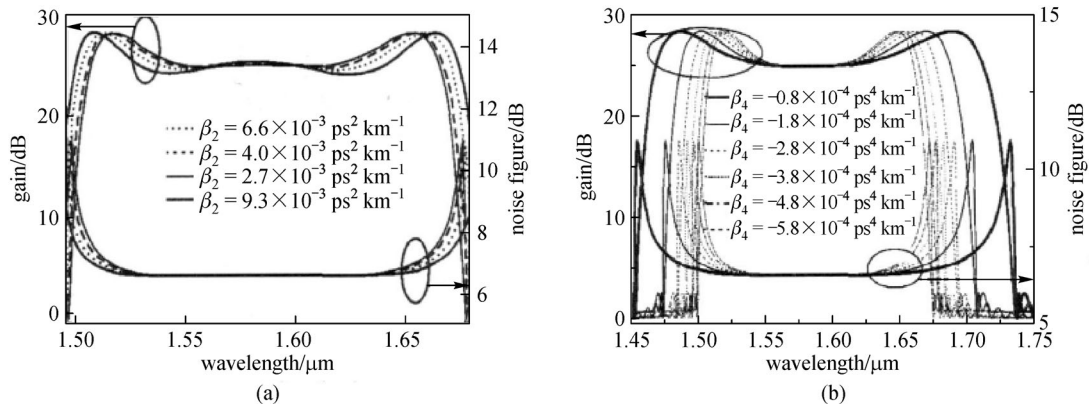 (a)
30
20
10
0
gain/dB
14
12
10
8
6
noise figure/dB
β₂ = 6.6×10⁻³ ps² km⁻¹
β₂ = 4.0×10⁻³ ps² km⁻¹
β₂ = 2.7×10⁻³ ps² km⁻¹
β₂ = 9.3×10⁻³ ps² km⁻¹
1.50
1.55
1.60
1.65
wavelength/μm
(a)
(b)
30
20
10
0
gain/dB
15
10
5
noise figure/dB
β₄ = −0.8×10⁻⁴ ps⁴ km⁻¹
β₄ = −1.8×10⁻⁴ ps⁴ km⁻¹
β₄ = −2.8×10⁻⁴ ps⁴ km⁻¹
β₄ = −3.8×10⁻⁴ ps⁴ km⁻¹
β₄ = −4.8×10⁻⁴ ps⁴ km⁻¹
β₄ = −5.8×10⁻⁴ ps⁴ km⁻¹
1.45
1.50
1.55
1.60
1.65
1.70
1.75
wavelength/μm
(b)